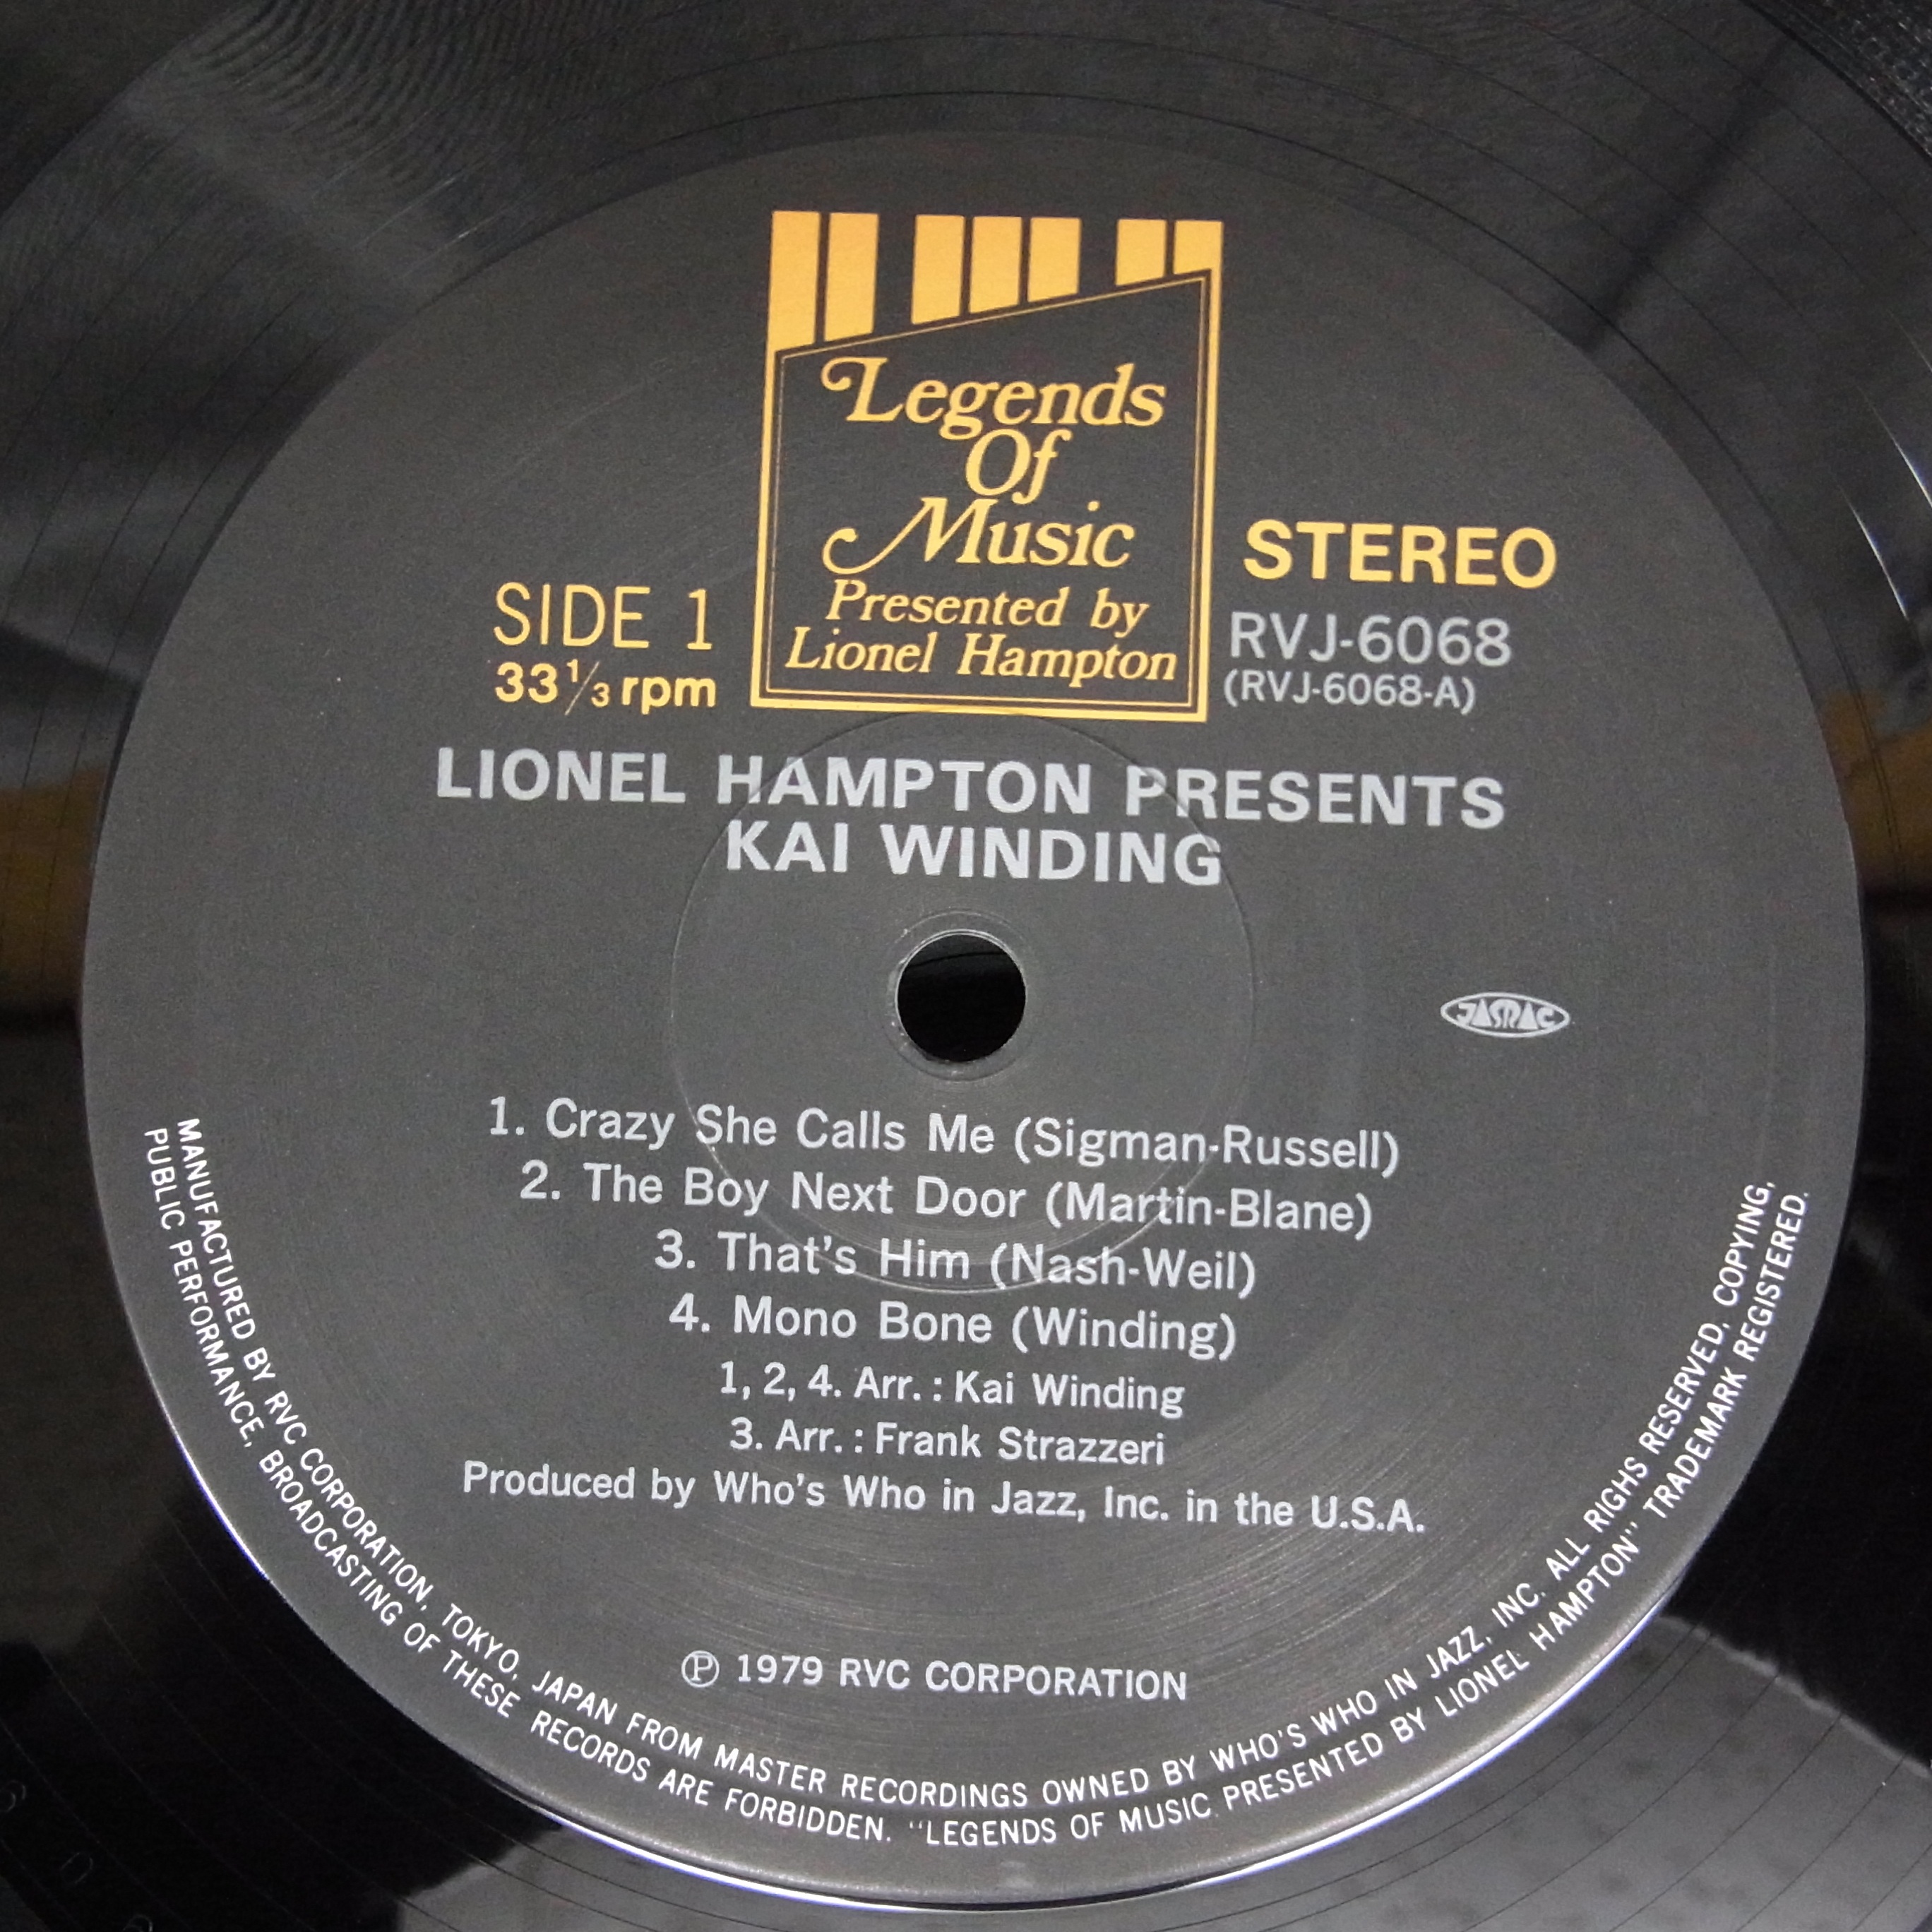 Legends
Of
Music
Presented by
Lionel Hampton
SIDE 1
33 1/3 rpm
STEREO
RVJ-6068
(RVJ-6068-A)
LIONEL HAMPTON PRESENTS
KAI WINDING
JASRAC
1. Crazy She Calls Me (Sigman-Russell)
2. The Boy Next Door (Martin-Blane)
3. That's Him (Nash-Weil)
4. Mono Bone (Winding)
1, 2, 4. Arr. : Kai Winding
3. Arr. : Frank Strazzeri
Produced by Who's Who in Jazz, Inc. in the U.S.A.
℗ 1979 RVC CORPORATION
MANUFACTURED BY RVC CORPORATION, TOKYO, JAPAN FROM MASTER RECORDINGS OWNED BY WHO'S WHO IN JAZZ, INC. ALL RIGHS RESERVED, COPYING,
PUBLIC PERFORMANCE, BROADCASTING OF THESE RECORDS ARE FORBIDDEN. "LEGENDS OF MUSIC PRESENTED BY LIONEL HAMPTON" TRADEMARK REGISTERED.